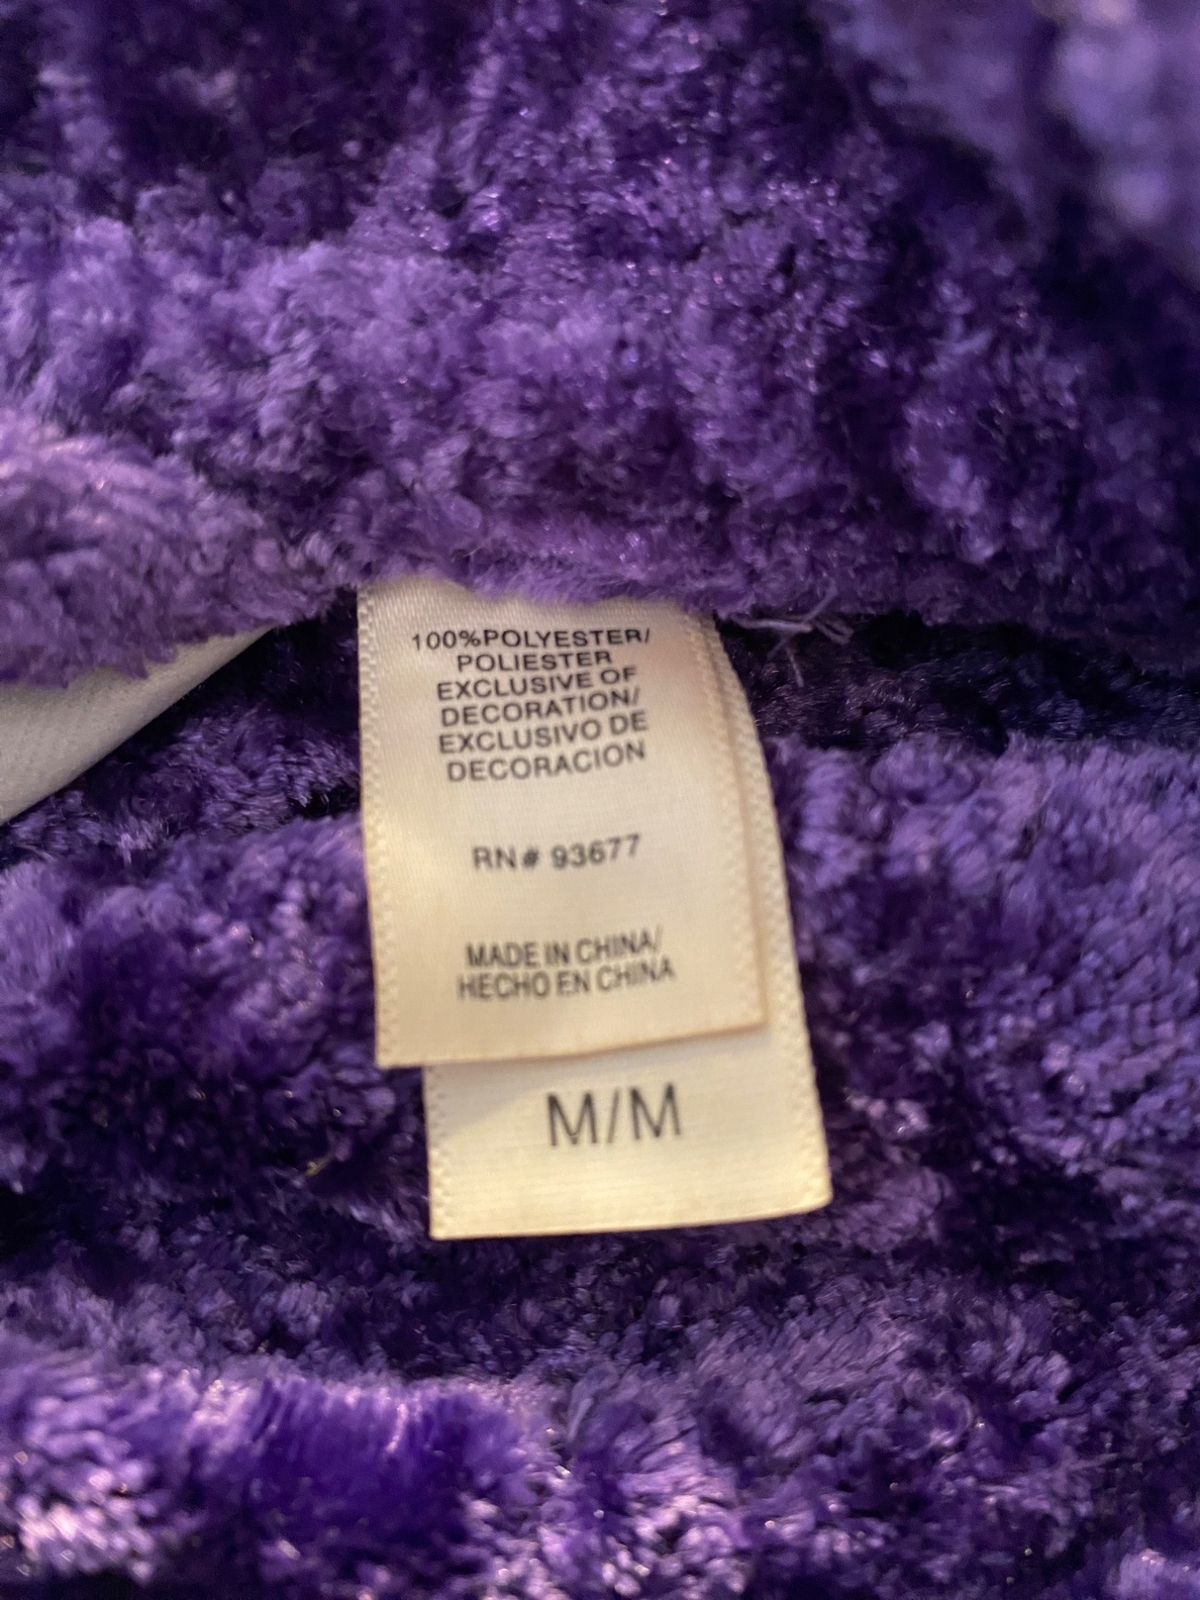 100%POLYESTER/
POLIESTER
EXCLUSIVE OF
DECORATION/
EXCLUSIVO DE
DECORACION
RN# 93677
MADE IN CHINA/
HECHO EN CHINA
M/M